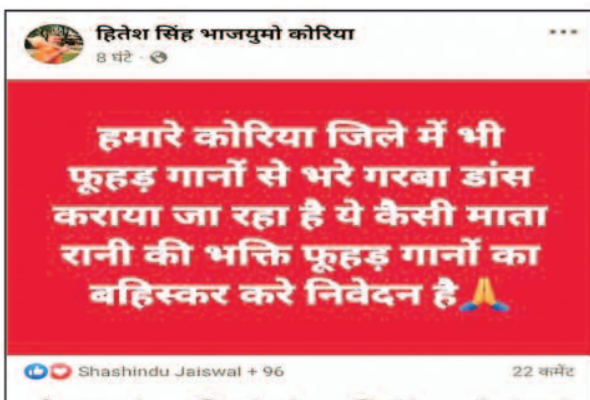 हितेश सिंह भाजयुमो कोरिया
8 घंटे ·
हमारे कोरिया जिले में भी
फूहड़ गानों से भरे गरबा डांस
कराया जा रहा है ये कैसी माता
रानी की भक्ति फूहड़ गानों का
बहिस्कर करे निवेदन है🙏
Shashindu Jaiswal + 96
22 कमेंट